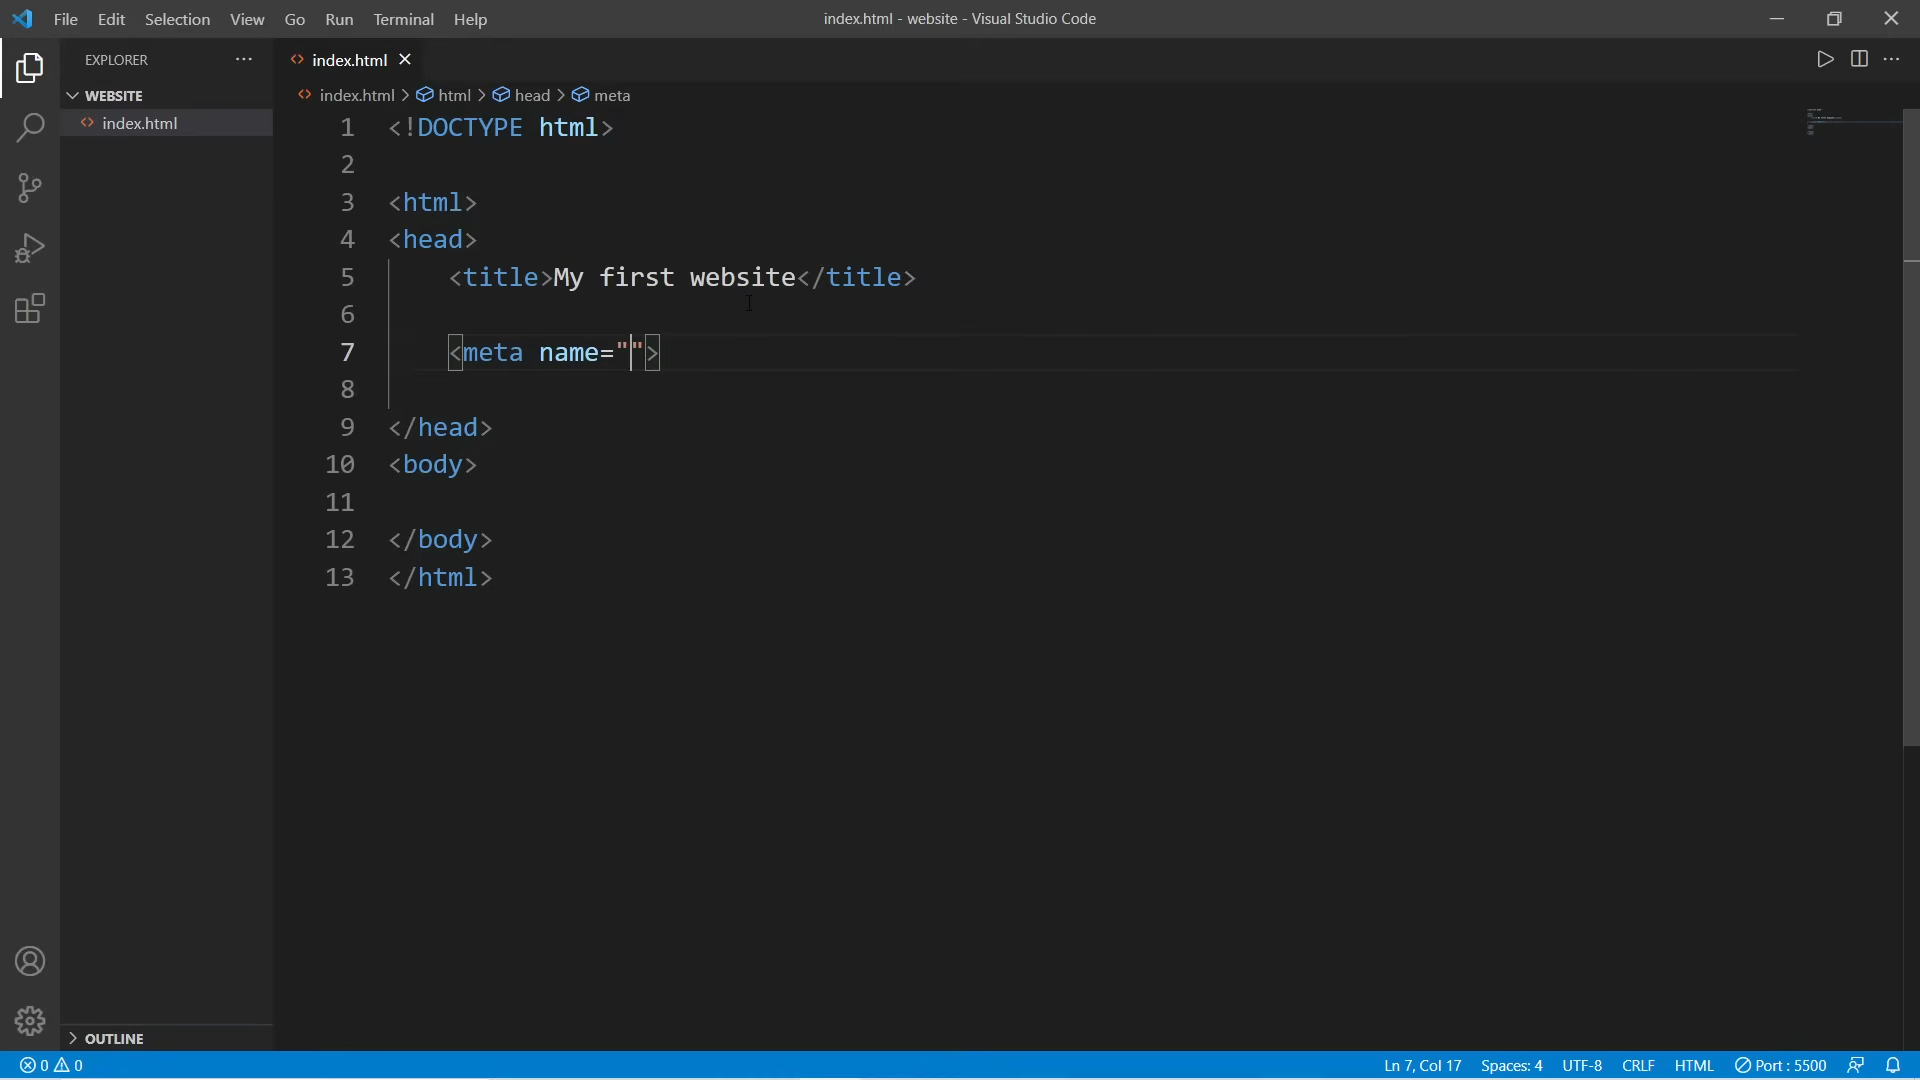 File Edit Selection View Go Run Terminal Help
index.html - website - Visual Studio Code
EXPLORER
WEBSITE
index.html
index.html
index.html > html > head > meta
1 <!DOCTYPE html>
2
3 <html>
4 <head>
5 <title>My first website</title>
6
7 <meta name="">
8
9 </head>
10 <body>
11
12 </body>
13 </html>
OUTLINE
0 0
Ln 7, Col 17 Spaces: 4 UTF-8 CRLF HTML Port : 5500